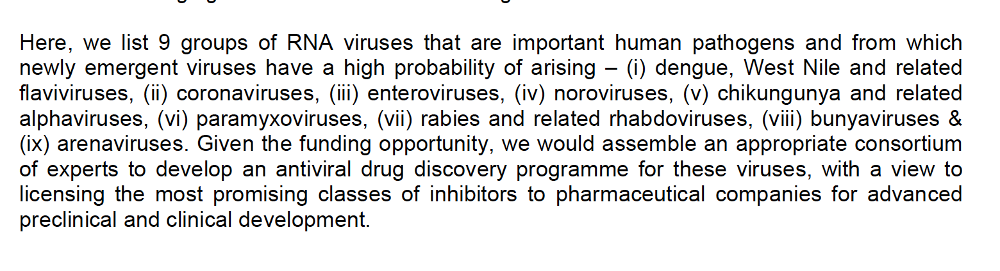 Here, we list 9 groups of RNA viruses that are important human pathogens and from which
newly emergent viruses have a high probability of arising – (i) dengue, West Nile and related
flaviviruses, (ii) coronaviruses, (iii) enteroviruses, (iv) noroviruses, (v) chikungunya and related
alphaviruses, (vi) paramyxoviruses, (vii) rabies and related rhabdoviruses, (viii) bunyaviruses &
(ix) arenaviruses. Given the funding opportunity, we would assemble an appropriate consortium
of experts to develop an antiviral drug discovery programme for these viruses, with a view to
licensing the most promising classes of inhibitors to pharmaceutical companies for advanced
preclinical and clinical development.